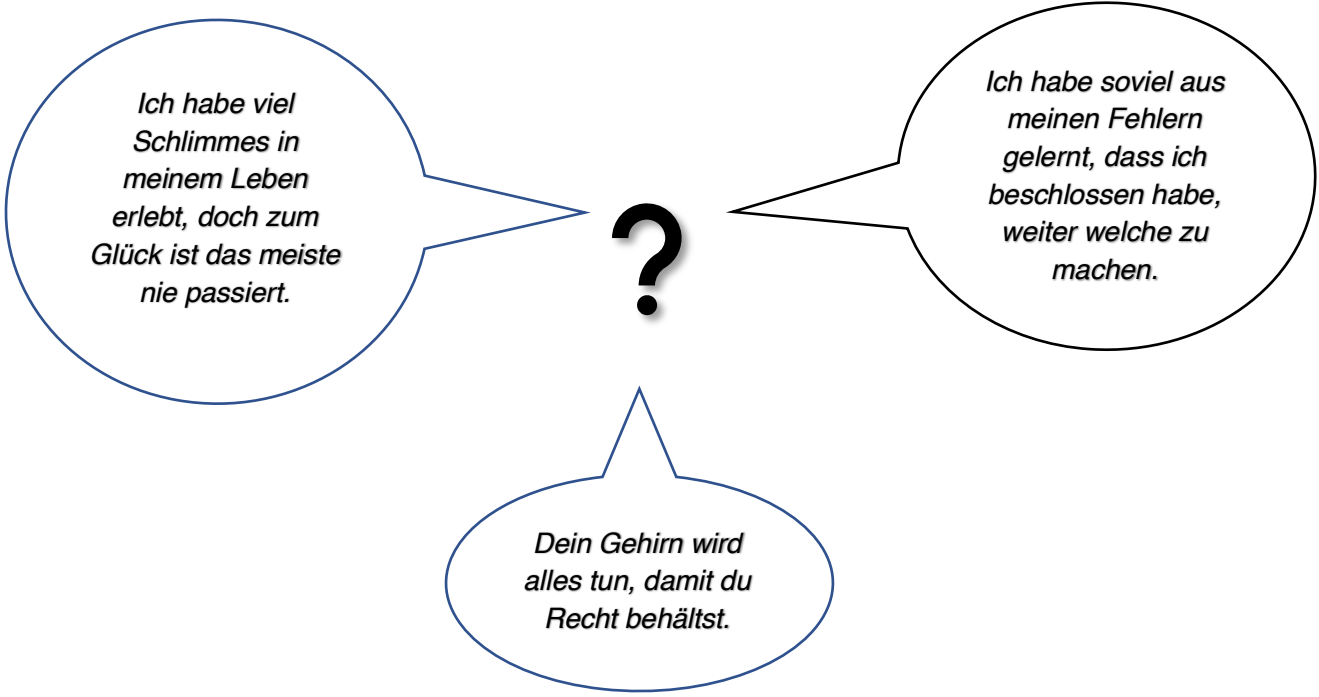 Ich habe viel
Schlimmes in
meinem Leben
erlebt, doch zum
Glück ist das meiste
nie passiert.
Ich habe soviel aus
meinen Fehlern
gelernt, dass ich
beschlossen habe,
weiter welche zu
machen.
?
Dein Gehirn wird
alles tun, damit du
Recht behältst.